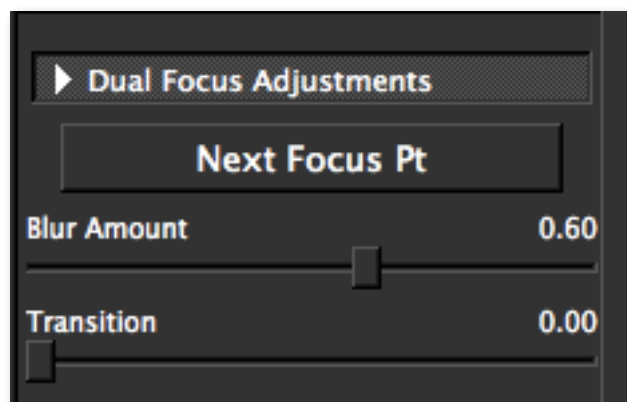 Dual Focus Adjustments
Next Focus Pt
Blur Amount 0.60
Transition 0.00